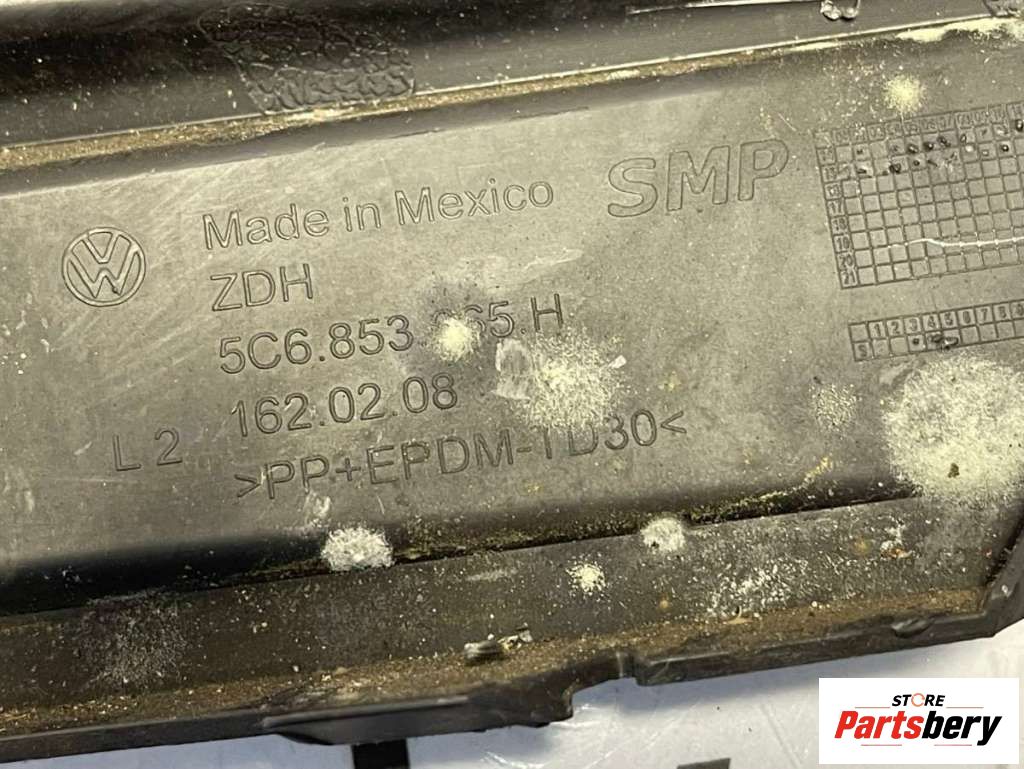 Made in Mexico
SMP
ZDH
5C6.853
162.02.08
L 2
>PP+EPDM-TD30<
STORE
Partsbery